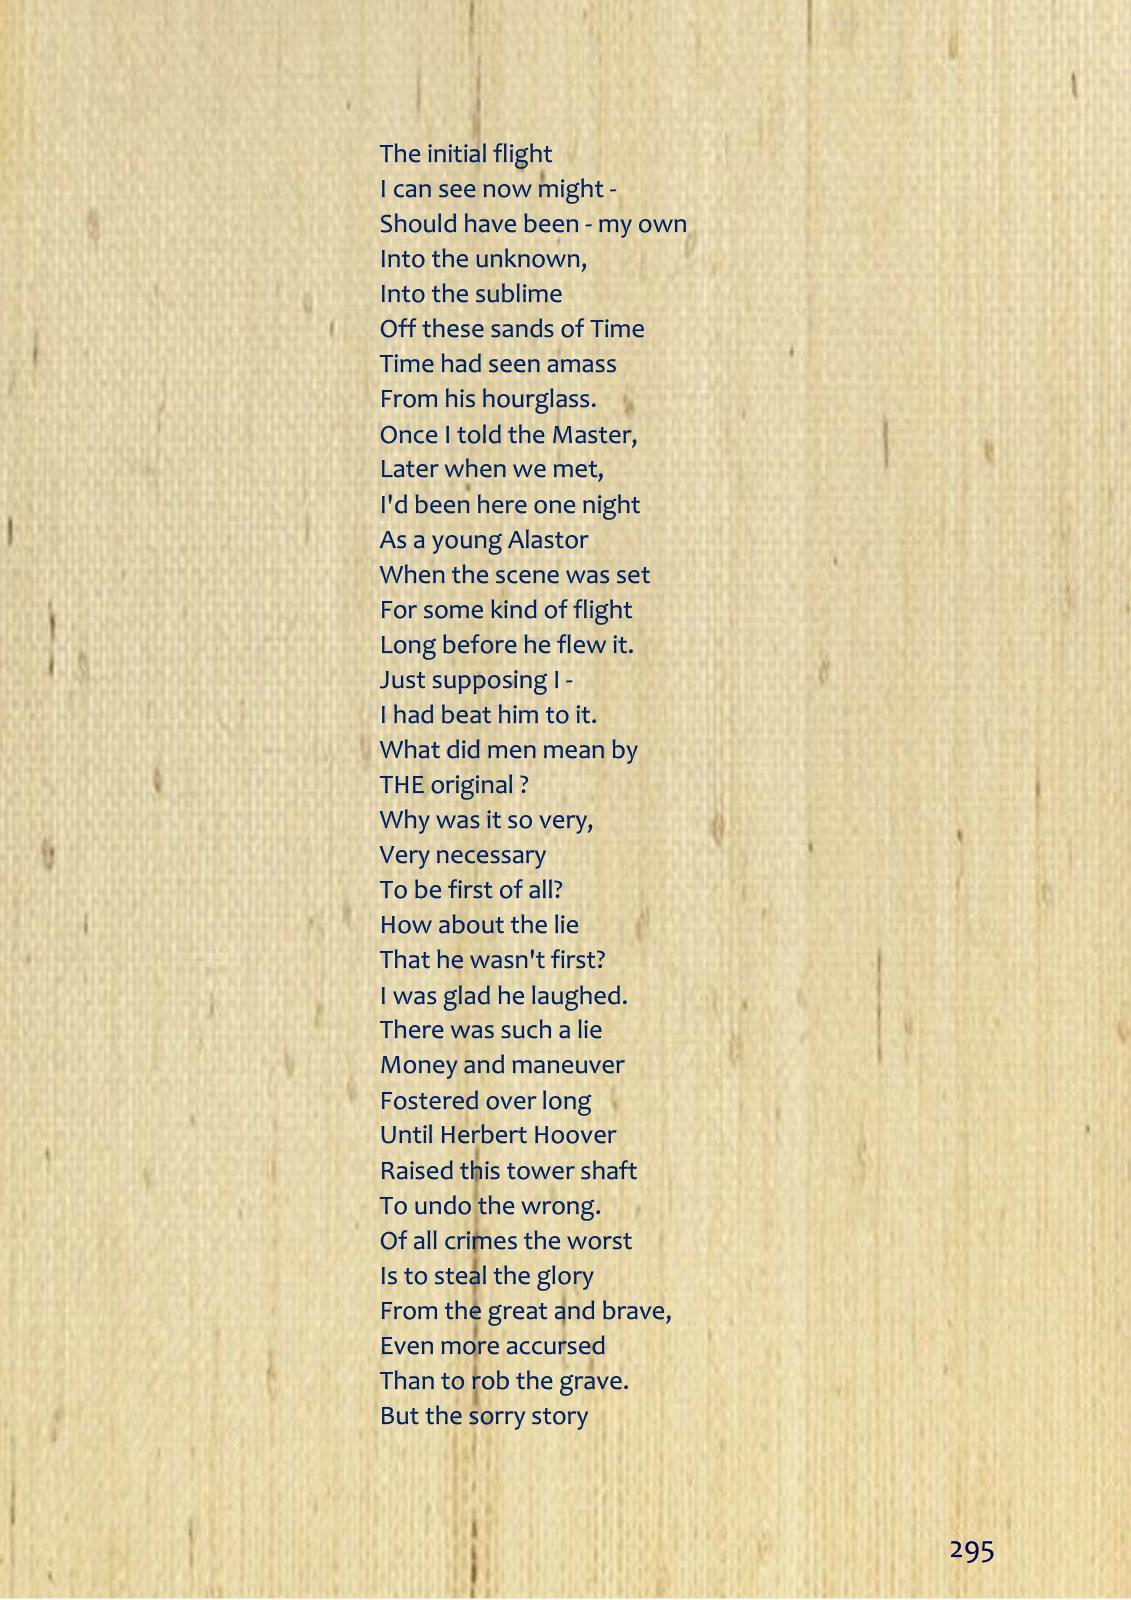 The initial flight
I can see now might -
Should have been - my own
Into the unknown,
Into the sublime
Off these sands of Time
Time had seen amass
From his hourglass.
Once I told the Master,
Later when we met,
I'd been here one night
As a young Alastor
When the scene was set
For some kind of flight
Long before he flew it.
Just supposing I -
I had beat him to it.
What did men mean by
THE original ?
Why was it so very,
Very necessary
To be first of all?
How about the lie
That he wasn't first?
I was glad he laughed.
There was such a lie
Money and maneuver
Fostered over long
Until Herbert Hoover
Raised this tower shaft
To undo the wrong.
Of all crimes the worst
Is to steal the glory
From the great and brave,
Even more accursed
Than to rob the grave.
But the sorry story
295